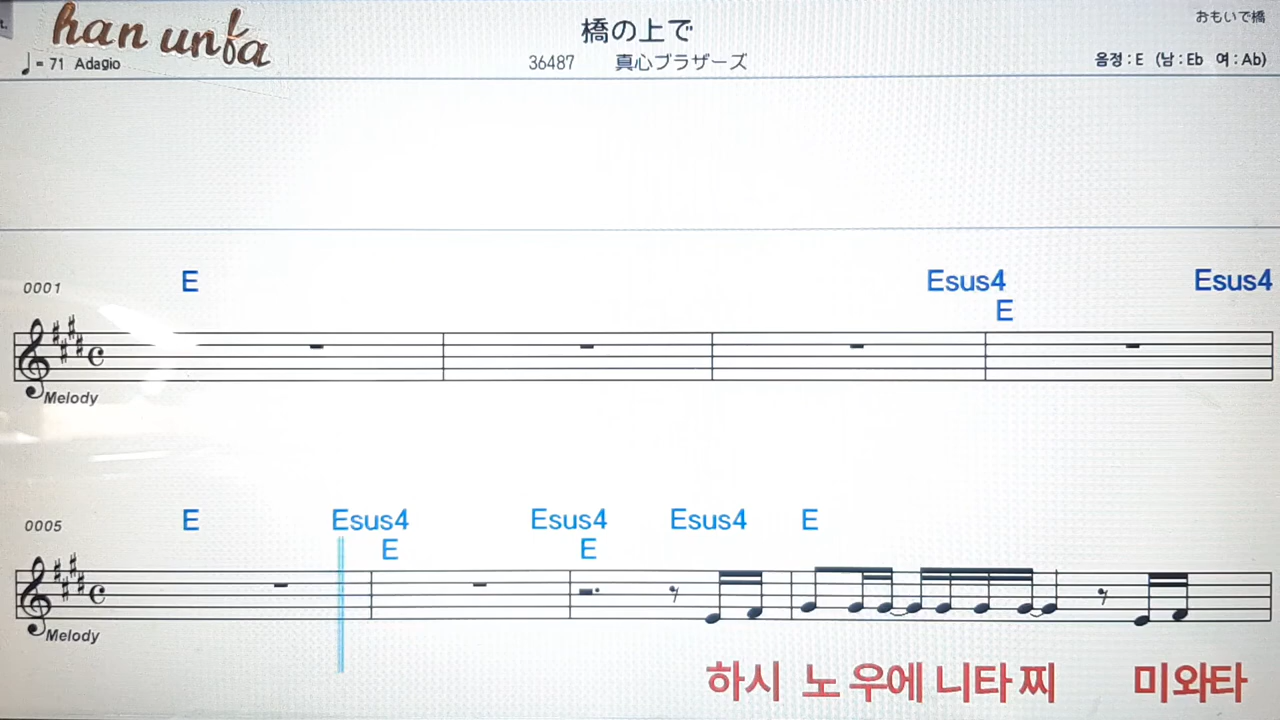 t.
han unfa
橋の上で
おもいで橋
♩= 71 Adagio
36487 真心ブラザーズ
음정 : E (남 : Eb 여 : Ab)
E Esus4 Esus4
0001
E
Melody
E Esus4 Esus4 Esus4 E
0005
E E
Melody
하시 노 우에 니타 찌 미와타